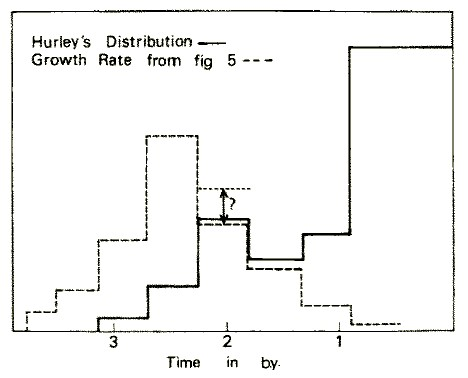 Hurley's Distribution
Growth Rate from fig 5
?
3 2 1
Time in by.